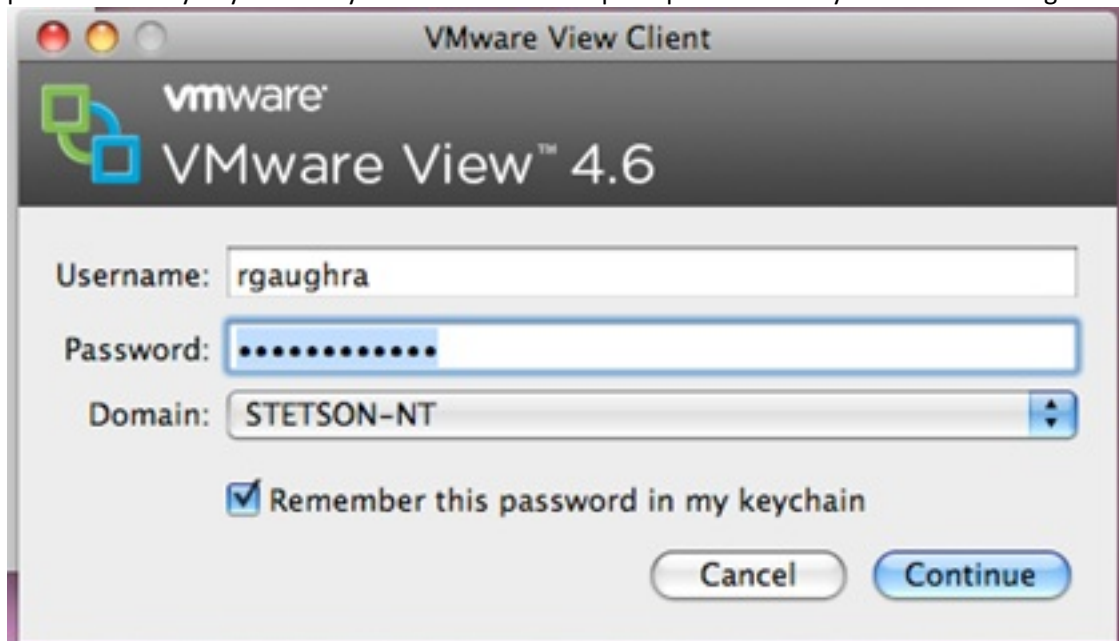 VMware View Client
vmware
VMware View™ 4.6
Username: rgaughra
Password: ••••••••••••
Domain: STETSON-NT
Remember this password in my keychain
Cancel Continue